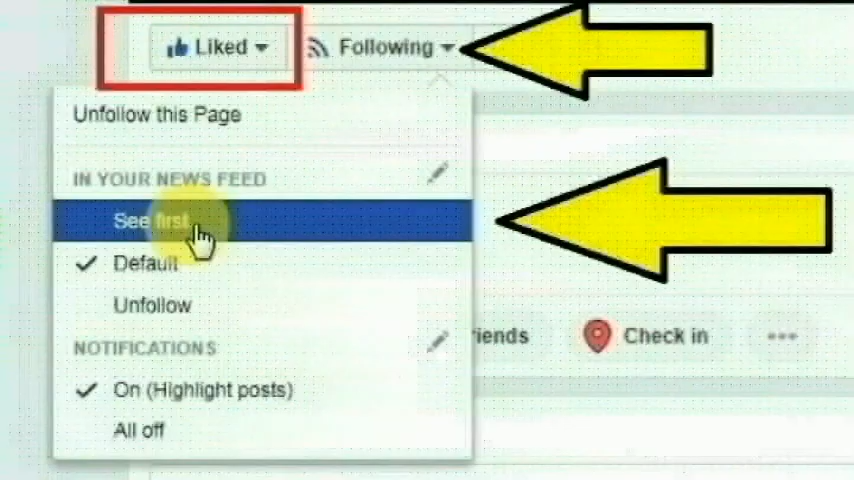 Liked Following
Unfollow this Page
IN YOUR NEWS FEED
See first
Default
Unfollow
riends Check in
NOTIFICATIONS
On (Highlight posts)
All off